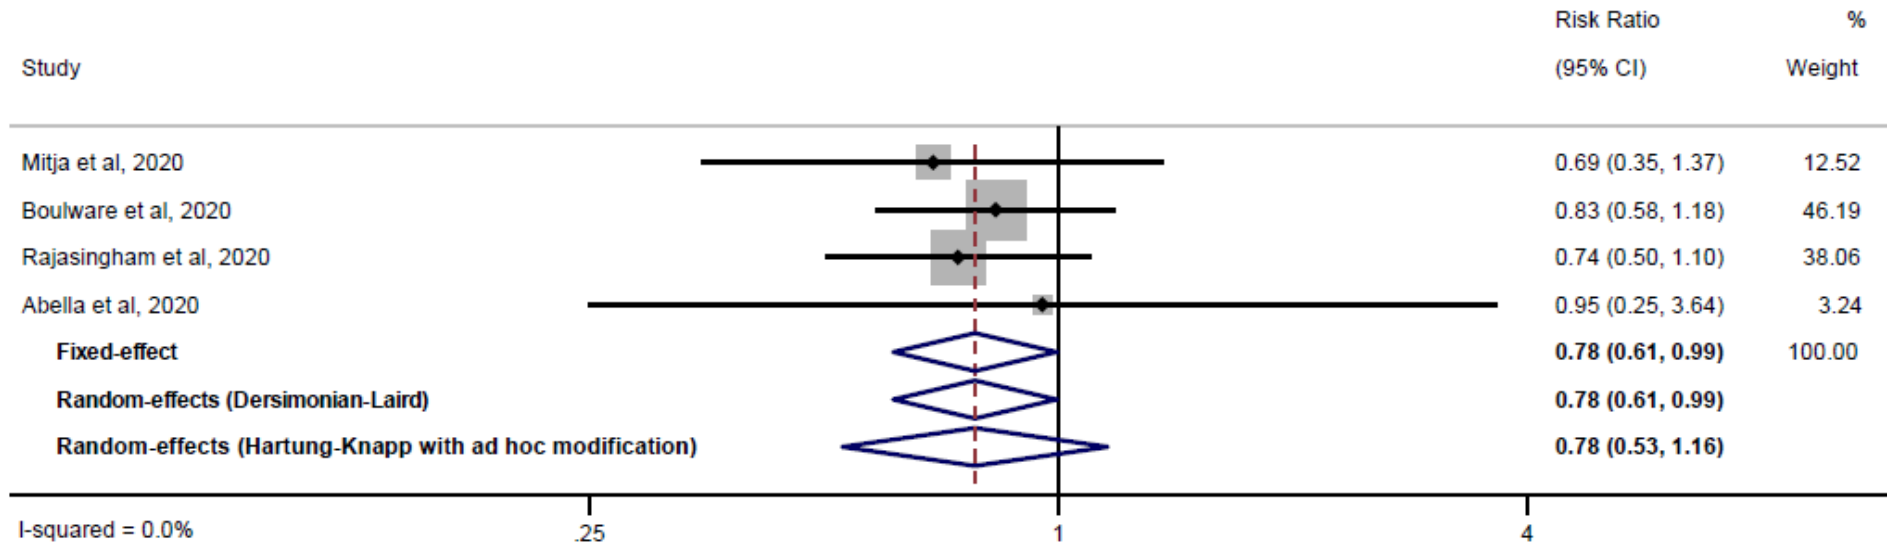 Risk Ratio %
Study (95% CI) Weight
Mitja et al, 2020 0.69 (0.35, 1.37) 12.52
Boulware et al, 2020 0.83 (0.58, 1.18) 46.19
Rajasingham et al, 2020 0.74 (0.50, 1.10) 38.06
Abella et al, 2020 0.95 (0.25, 3.64) 3.24
Fixed-effect 0.78 (0.61, 0.99) 100.00
Random-effects (Dersimonian-Laird) 0.78 (0.61, 0.99)
Random-effects (Hartung-Knapp with ad hoc modification) 0.78 (0.53, 1.16)
I-squared = 0.0% .25 1 4